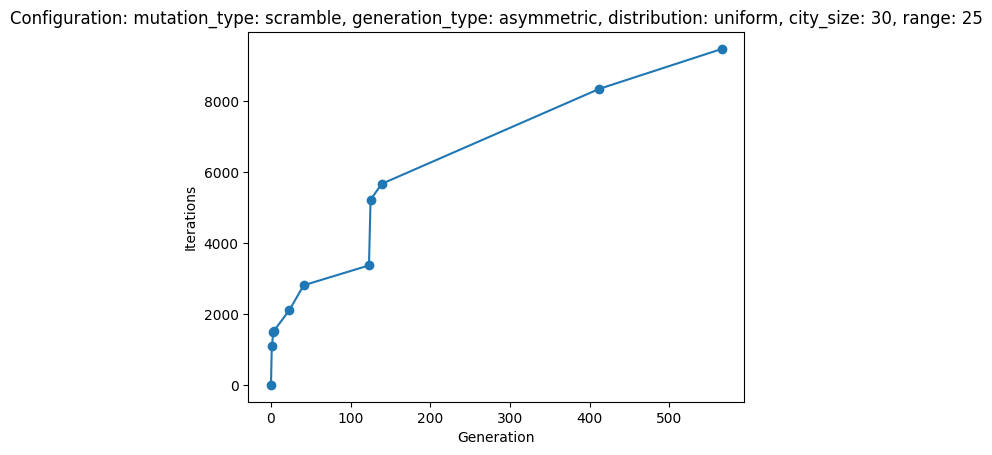 Configuration: mutation_type: scramble, generation_type: asymmetric, distribution: uniform, city_size: 30, range: 25
8000
6000
Iterations
4000
2000
0
0 100 200 300 400 500
Generation